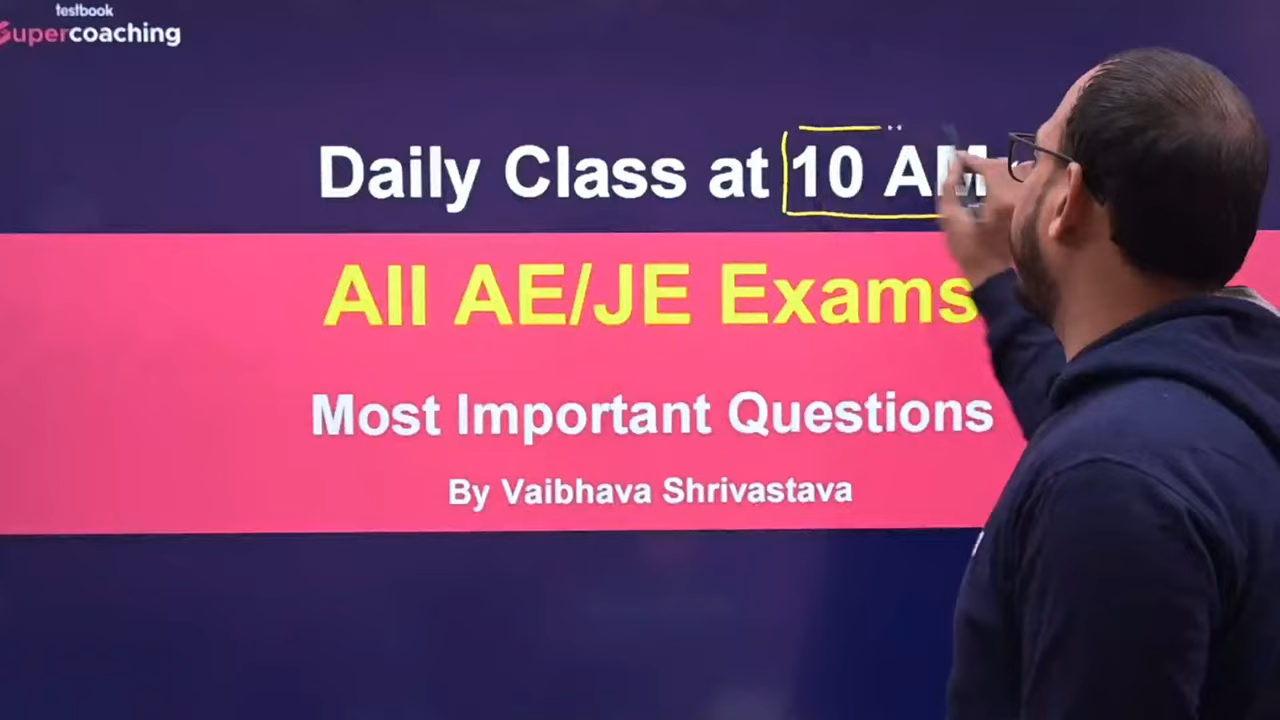 testbook
Supercoaching
Daily Class at 10 AM
All AE/JE Exams
Most Important Questions
By Vaibhava Shrivastava